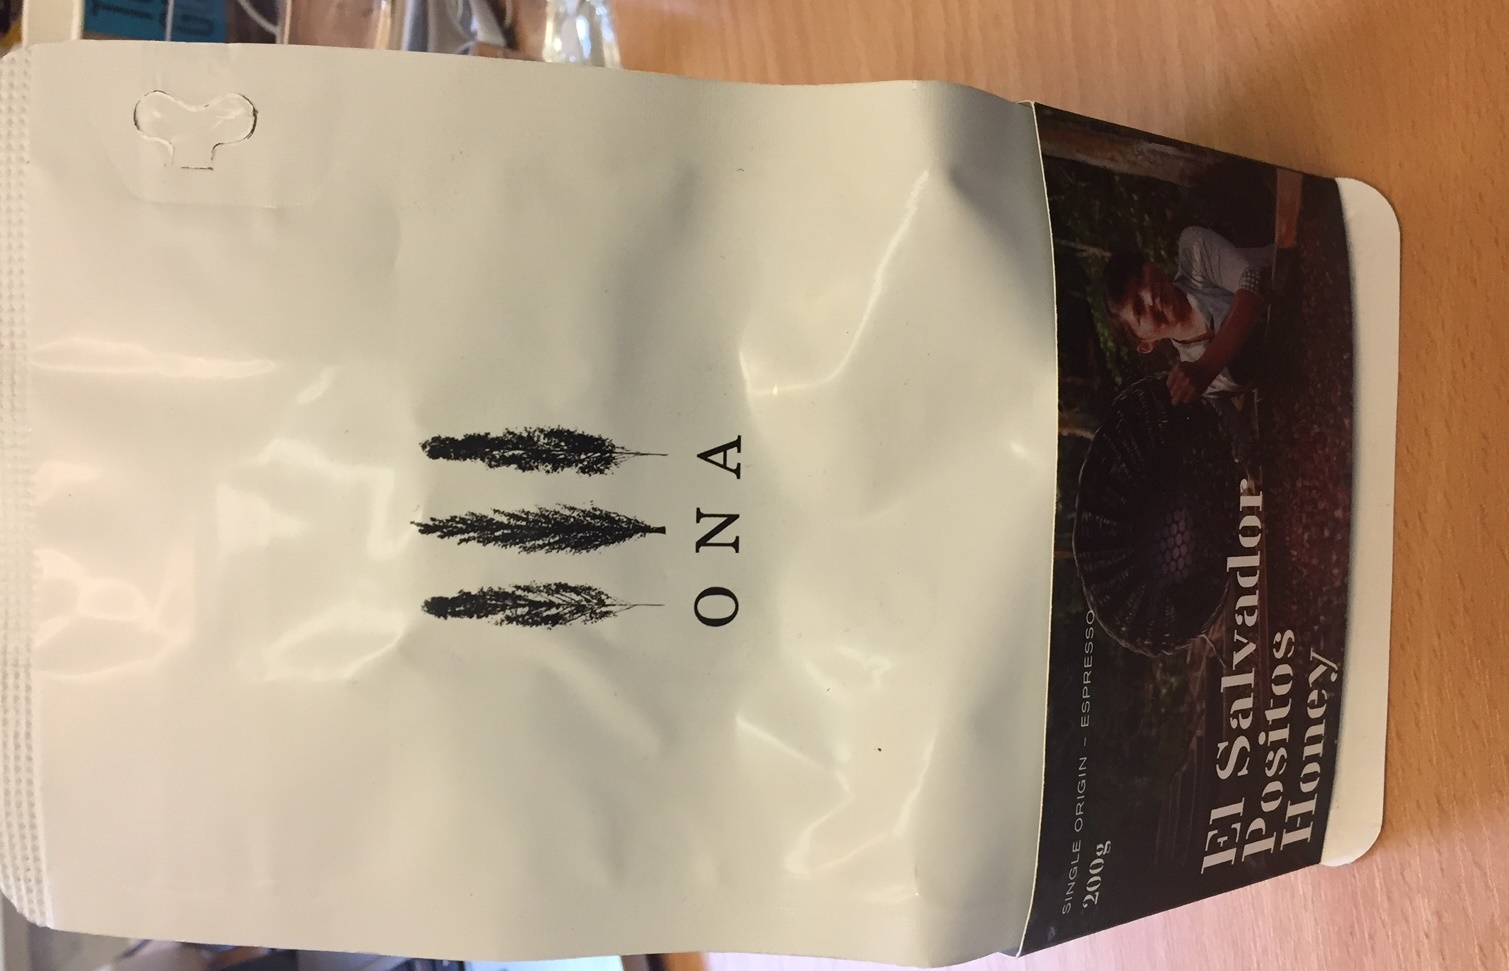 ONA
SINGLE ORIGIN – ESPRESSO
200g
El Salvador
Positos
Honey